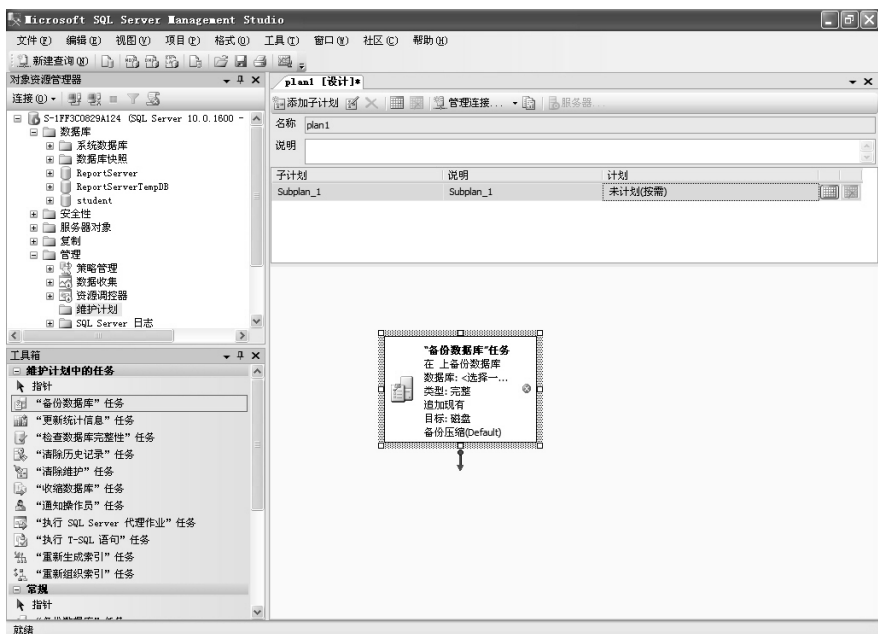 Microsoft SQL Server Management Studio
文件(F) 编辑(E) 视图(V) 项目(P) 格式(O) 工具(T) 窗口(W) 社区(C) 帮助(H)
新建查询(N)
对象资源管理器
连接(O)
S-1FF3C0829A124 (SQL Server 10.0.1600 -
数据库
系统数据库
数据库快照
ReportServer
ReportServerTempDB
student
安全性
服务器对象
复制
管理
策略管理
数据收集
资源调控器
维护计划
SQL Server 日志
工具箱
维护计划中的任务
指针
“备份数据库”任务
“更新统计信息”任务
“检查数据库完整性”任务
“清除历史记录”任务
“清除维护”任务
“收缩数据库”任务
“通知操作员”任务
“执行 SQL Server 代理作业”任务
“执行 T-SQL 语句”任务
“重新生成索引”任务
“重新组织索引”任务
常规
指针
plan1 [设计]*
添加子计划 管理连接... 服务器...
名称 plan1
说明
子计划 说明 计划
Subplan_1 Subplan_1 未计划(按需)
“备份数据库”任务
在 上备份数据库
数据库: <选择一...
类型: 完整
追加现有
目标: 磁盘
备份压缩(Default)
就绪